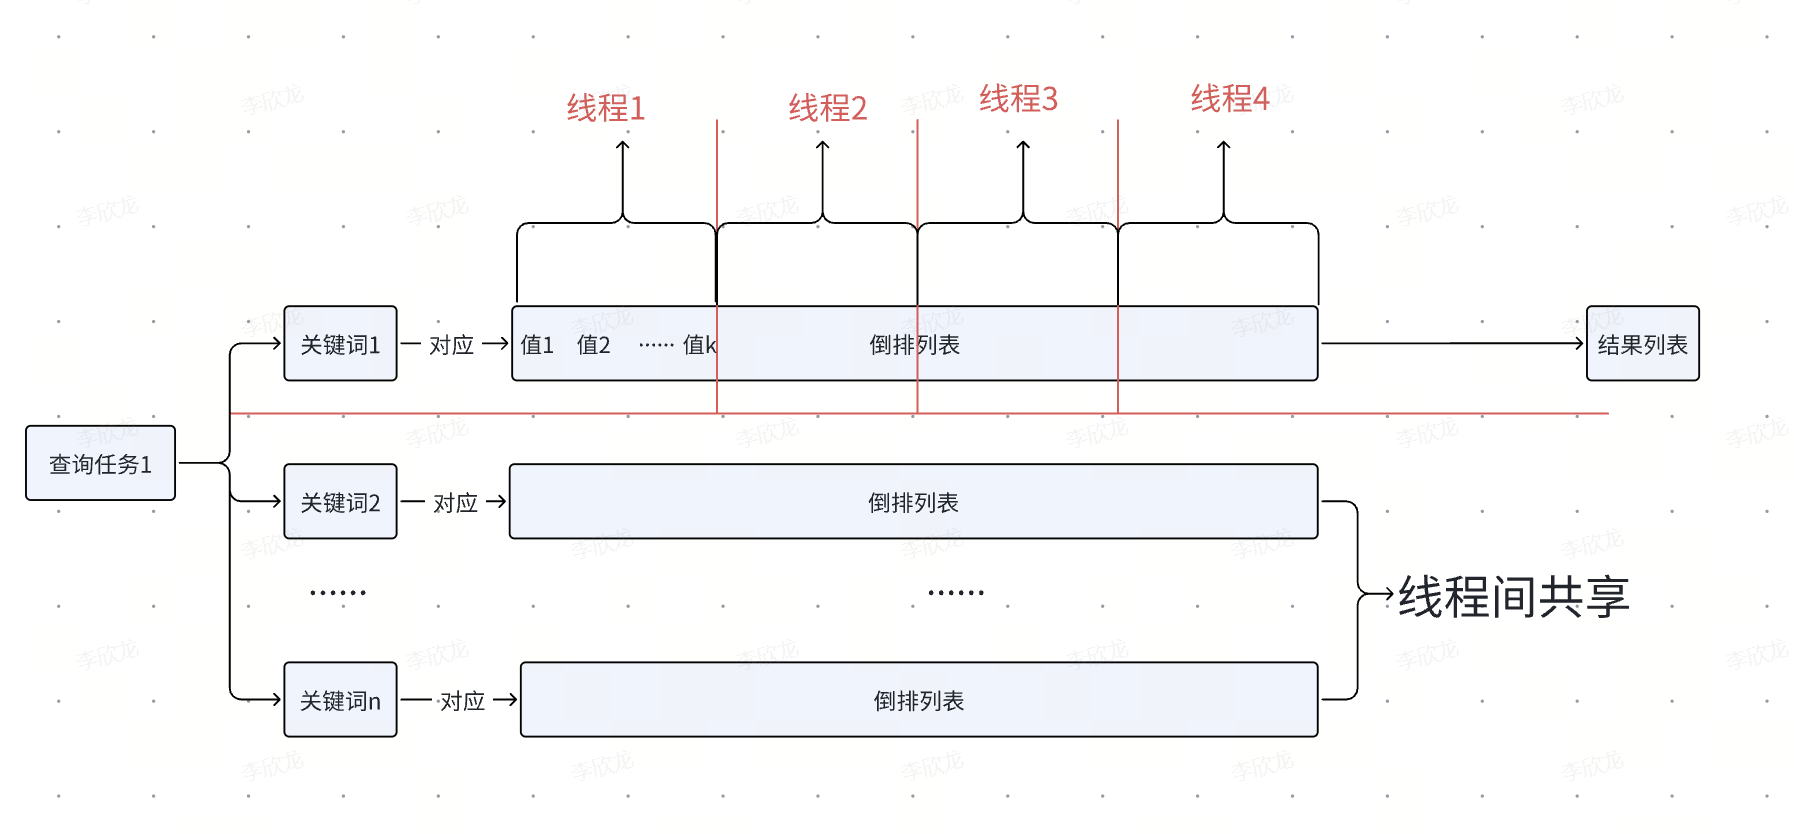 线程1
线程2
线程3
线程4
关键词1
对应
值1 值2 ······ 值k
倒排列表
结果列表
查询任务1
关键词2
对应
倒排列表
······
······
线程间共享
关键词n
对应
倒排列表
李欣龙